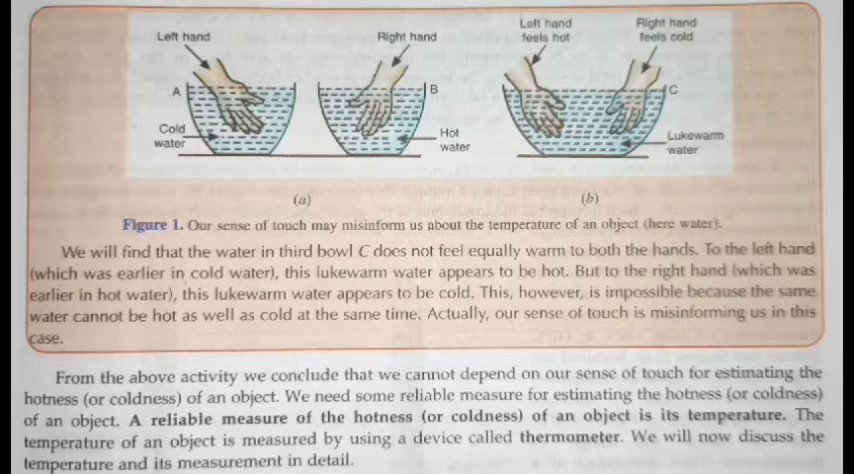 Left hand
Right hand
Left hand
feels hot
Right hand
feels cold
A
B
C
Cold
water
Hot
water
Lukewarm
water
(a)
(b)
Figure 1. Our sense of touch may misinform us about the temperature of an object (here water).
We will find that the water in third bowl C does not feel equally warm to both the hands. To the left hand
(which was earlier in cold water), this lukewarm water appears to be hot. But to the right hand (which was
earlier in hot water), this lukewarm water appears to be cold. This, however, is impossible because the same
water cannot be hot as well as cold at the same time. Actually, our sense of touch is misinforming us in this
case.
From the above activity we conclude that we cannot depend on our sense of touch for estimating the
hotness (or coldness) of an object. We need some reliable measure for estimating the hotness (or coldness)
of an object. A reliable measure of the hotness (or coldness) of an object is its temperature. The
temperature of an object is measured by using a device called thermometer. We will now discuss the
temperature and its measurement in detail.